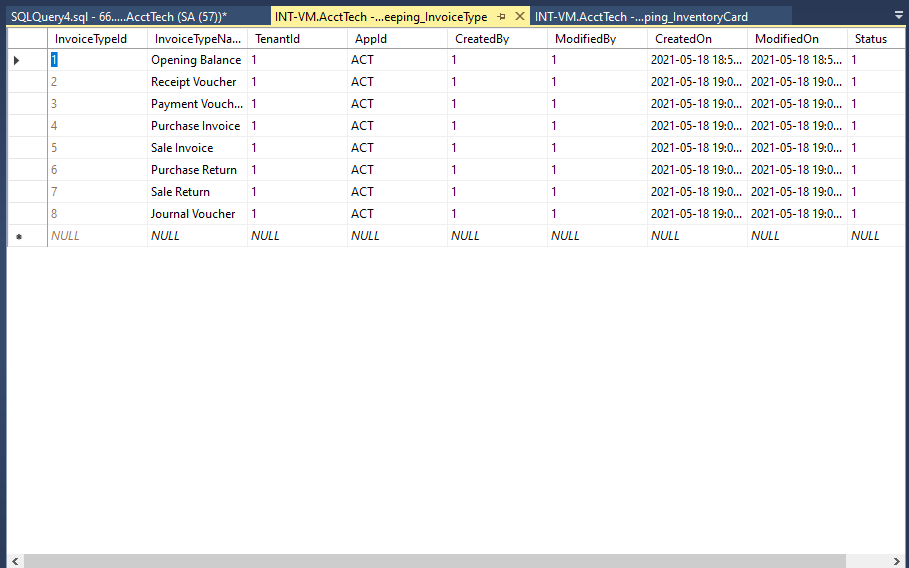 SQLQuery4.sql - 66.....AcctTech (SA (57))* INT-VM.AcctTech -...eeping_InvoiceType INT-VM.AcctTech -...ping_InventoryCard
InvoiceTypeId InvoiceTypeNa... TenantId AppId CreatedBy ModifiedBy CreatedOn ModifiedOn Status
1 Opening Balance 1 ACT 1 1 2021-05-18 18:5... 2021-05-18 18:5... 1
2 Receipt Voucher 1 ACT 1 1 2021-05-18 19:0... 2021-05-18 19:0... 1
3 Payment Vouch... 1 ACT 1 1 2021-05-18 19:0... 2021-05-18 19:0... 1
4 Purchase Invoice 1 ACT 1 1 2021-05-18 19:0... 2021-05-18 19:0... 1
5 Sale Invoice 1 ACT 1 1 2021-05-18 19:0... 2021-05-18 19:0... 1
6 Purchase Return 1 ACT 1 1 2021-05-18 19:0... 2021-05-18 19:0... 1
7 Sale Return 1 ACT 1 1 2021-05-18 19:0... 2021-05-18 19:0... 1
8 Journal Voucher 1 ACT 1 1 2021-05-18 19:0... 2021-05-18 19:0... 1
NULL NULL NULL NULL NULL NULL NULL NULL NULL